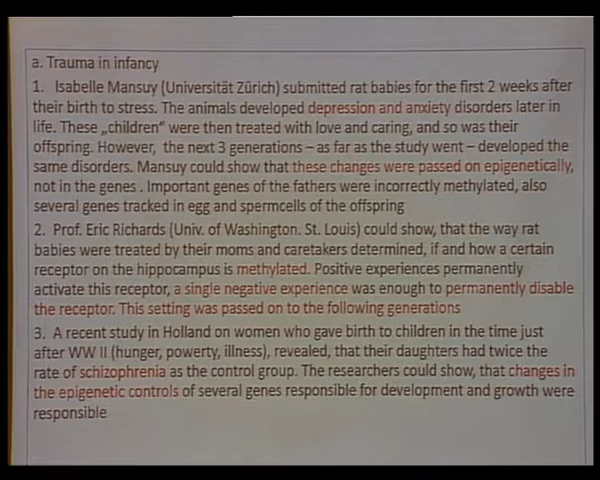 a. Trauma in infancy
1. Isabelle Mansuy (Universität Zürich) submitted rat babies for the first 2 weeks after
their birth to stress. The animals developed depression and anxiety disorders later in
life. These „children“ were then treated with love and caring, and so was their
offspring. However, the next 3 generations – as far as the study went – developed the
same disorders. Mansuy could show that these changes were passed on epigenetically,
not in the genes . Important genes of the fathers were incorrectly methylated, also
several genes tracked in egg and spermcells of the offspring
2. Prof. Eric Richards (Univ. of Washington. St. Louis) could show, that the way rat
babies were treated by their moms and caretakers determined, if and how a certain
receptor on the hippocampus is methylated. Positive experiences permanently
activate this receptor, a single negative experience was enough to permanently disable
the receptor. This setting was passed on to the following generations
3. A recent study in Holland on women who gave birth to children in the time just
after WW II (hunger, powerty, illness), revealed, that their daughters had twice the
rate of schizophrenia as the control group. The researchers could show, that changes in
the epigenetic controls of several genes responsible for development and growth were
responsible